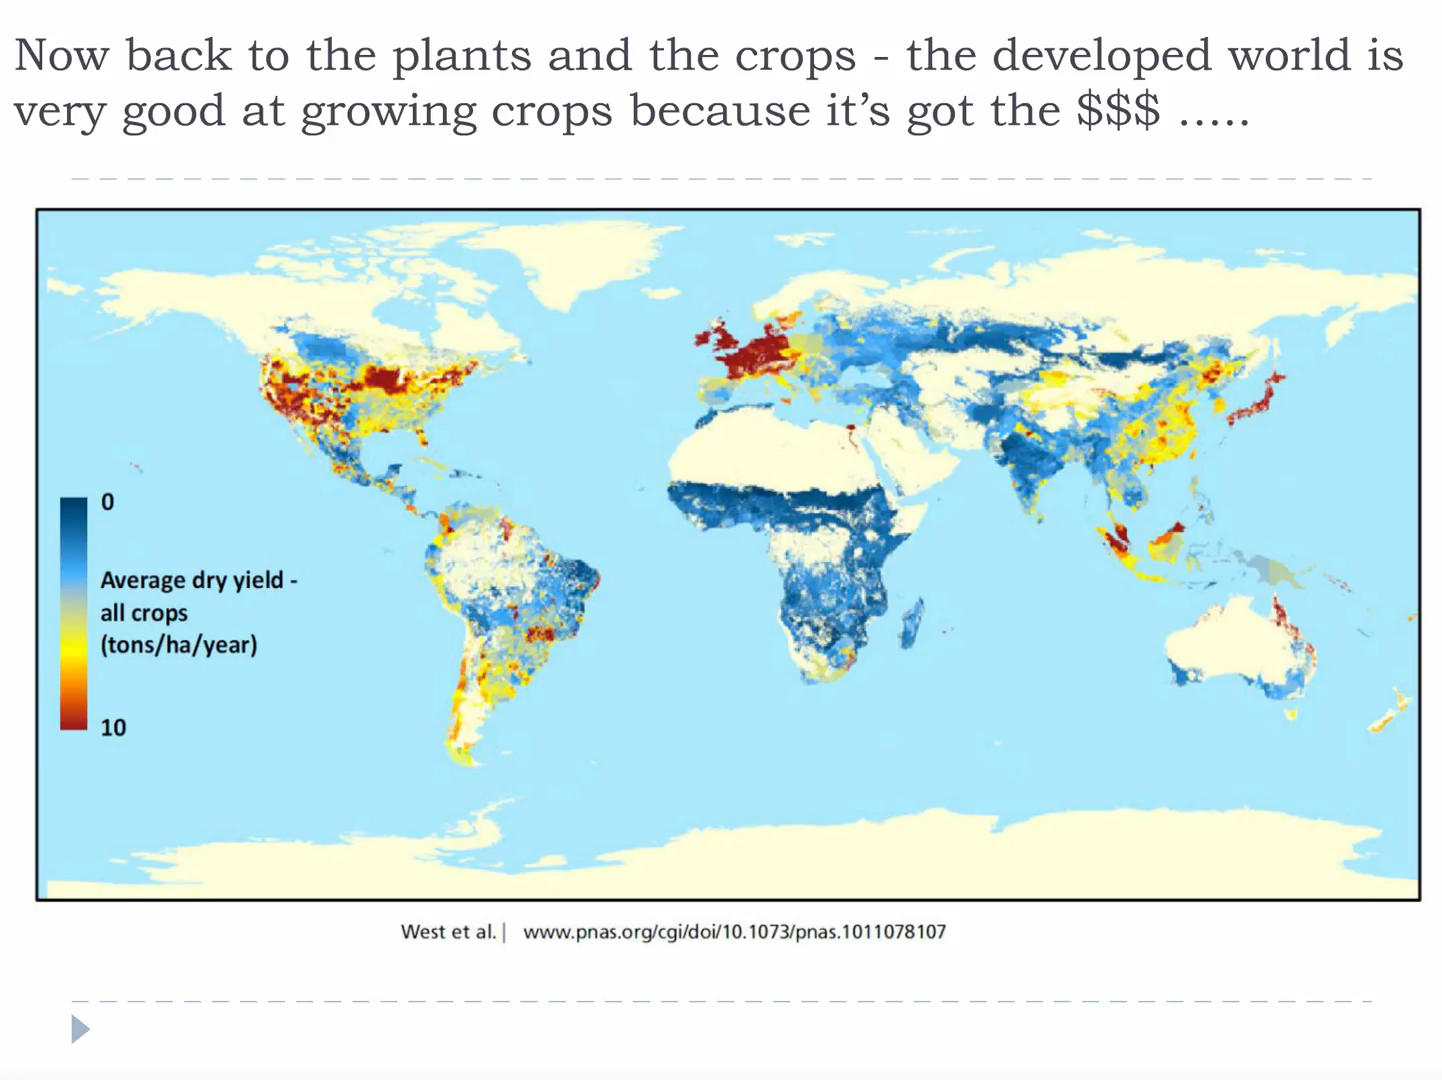 Now back to the plants and the crops - the developed world is
very good at growing crops because it’s got the $$$ …..
0
Average dry yield -
all crops
(tons/ha/year)
10
West et al. | www.pnas.org/cgi/doi/10.1073/pnas.1011078107